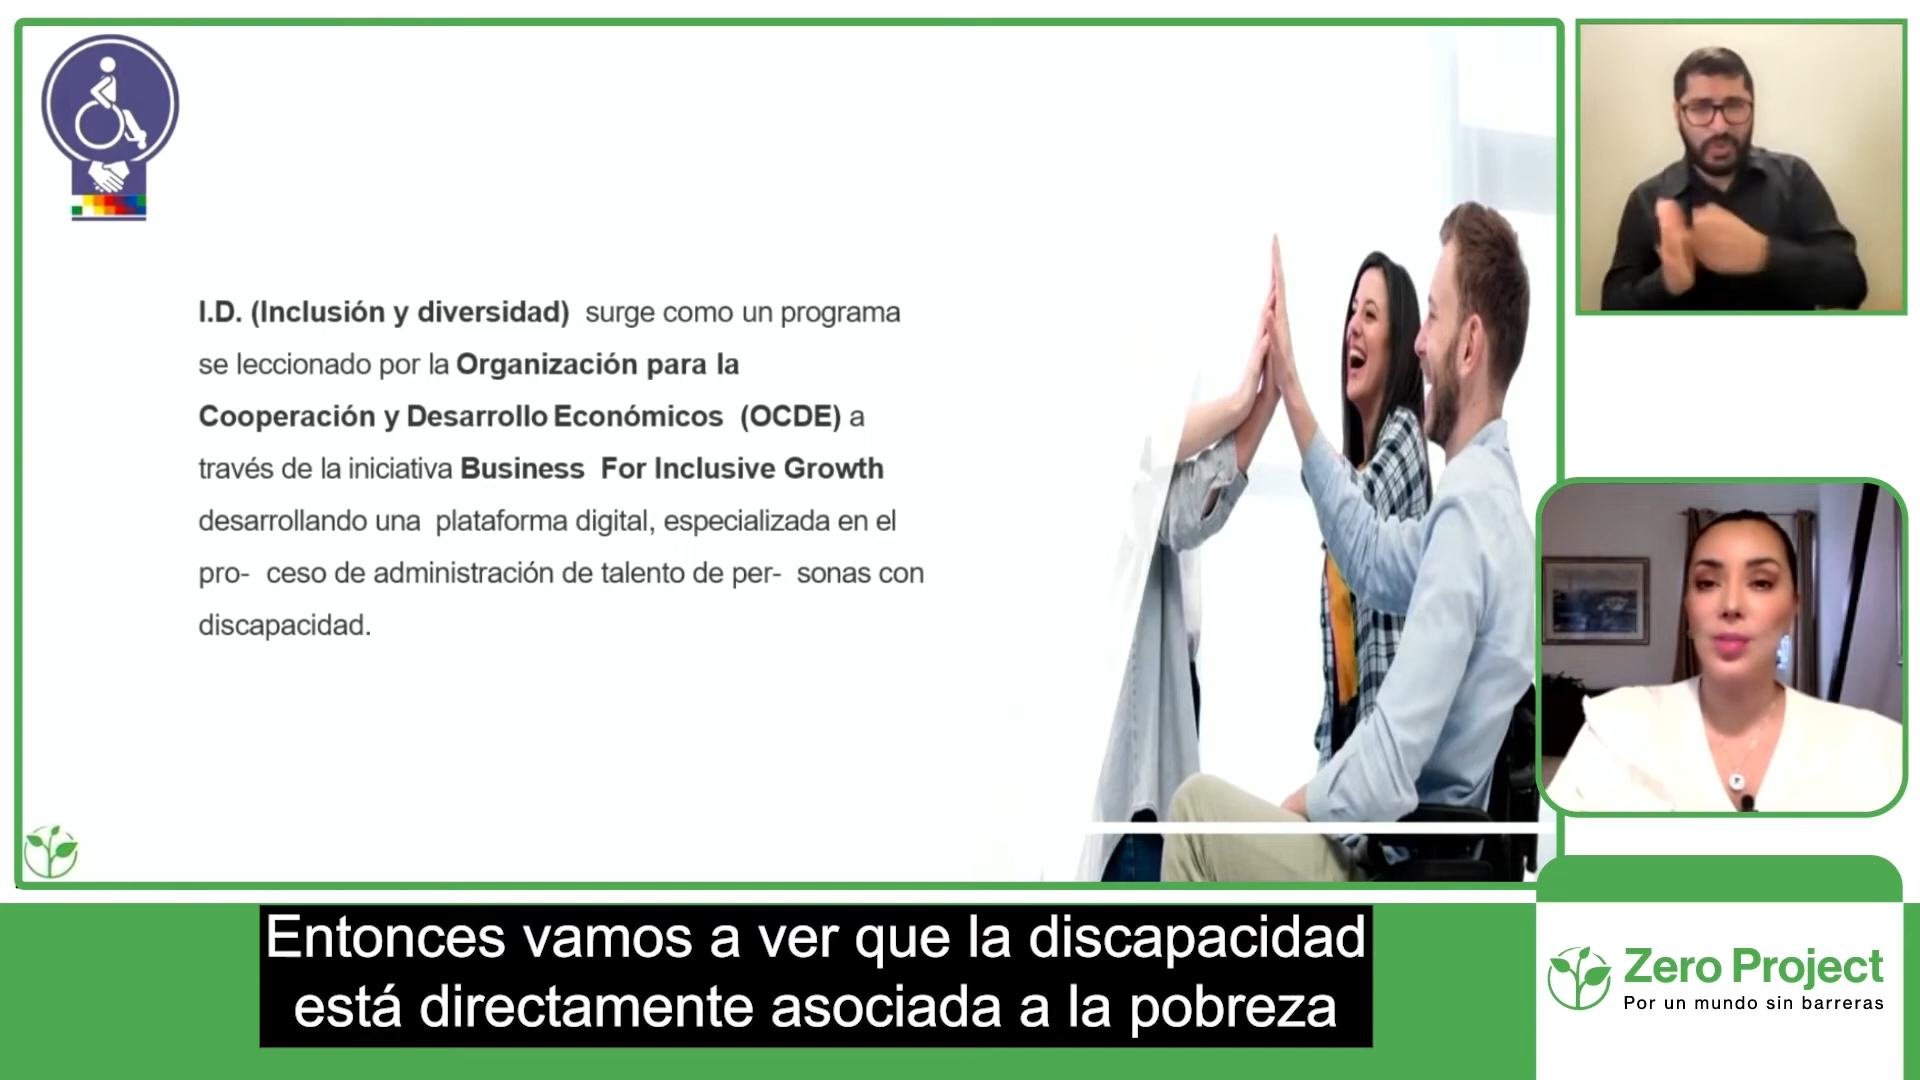 I.D. (Inclusión y diversidad) surge como un programa
se leccionado por la Organización para la
Cooperación y Desarrollo Económicos (OCDE) a
través de la iniciativa Business For Inclusive Growth
desarrollando una plataforma digital, especializada en el
pro- ceso de administración de talento de per- sonas con
discapacidad.
Entonces vamos a ver que la discapacidad
está directamente asociada a la pobreza
Zero Project
Por un mundo sin barreras